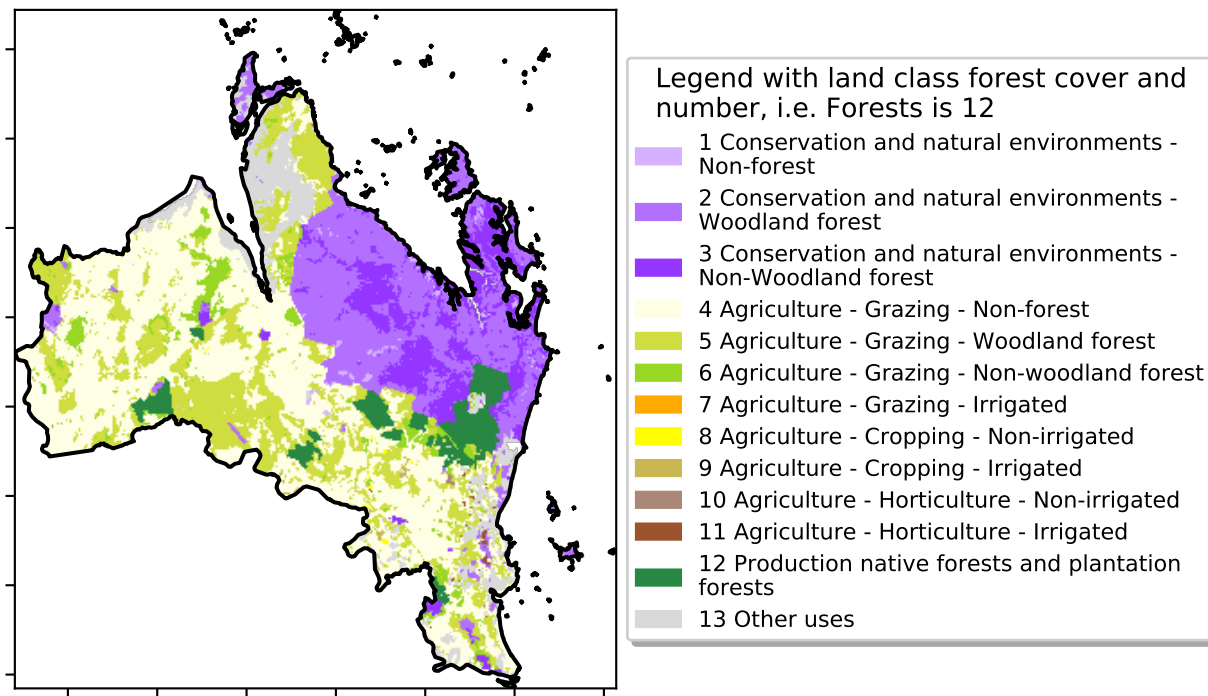 Legend with land class forest cover and
number, i.e. Forests is 12
1 Conservation and natural environments -
Non-forest
2 Conservation and natural environments -
Woodland forest
3 Conservation and natural environments -
Non-Woodland forest
4 Agriculture - Grazing - Non-forest
5 Agriculture - Grazing - Woodland forest
6 Agriculture - Grazing - Non-woodland forest
7 Agriculture - Grazing - Irrigated
8 Agriculture - Cropping - Non-irrigated
9 Agriculture - Cropping - Irrigated
10 Agriculture - Horticulture - Non-irrigated
11 Agriculture - Horticulture - Irrigated
12 Production native forests and plantation
forests
13 Other uses